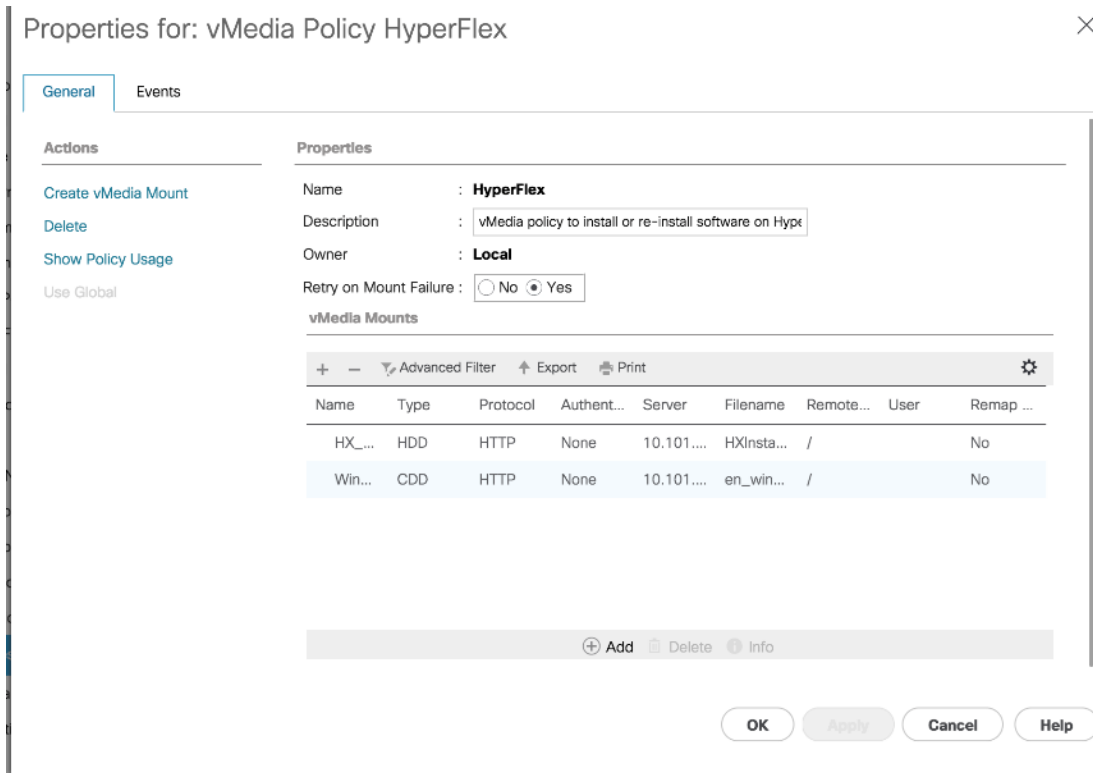 Properties for: vMedia Policy HyperFlex
General Events
Actions
Create vMedia Mount
Delete
Show Policy Usage
Use Global
Properties
Name : HyperFlex
Description : vMedia policy to install or re-install software on Hype
Owner : Local
Retry on Mount Failure : No Yes
vMedia Mounts
+ − Advanced Filter Export Print
Name Type Protocol Authent... Server Filename Remote... User Remap ...
HX_... HDD HTTP None 10.101.... HXInsta... / No
Win... CDD HTTP None 10.101.... en_win... / No
Add Delete Info
OK Apply Cancel Help